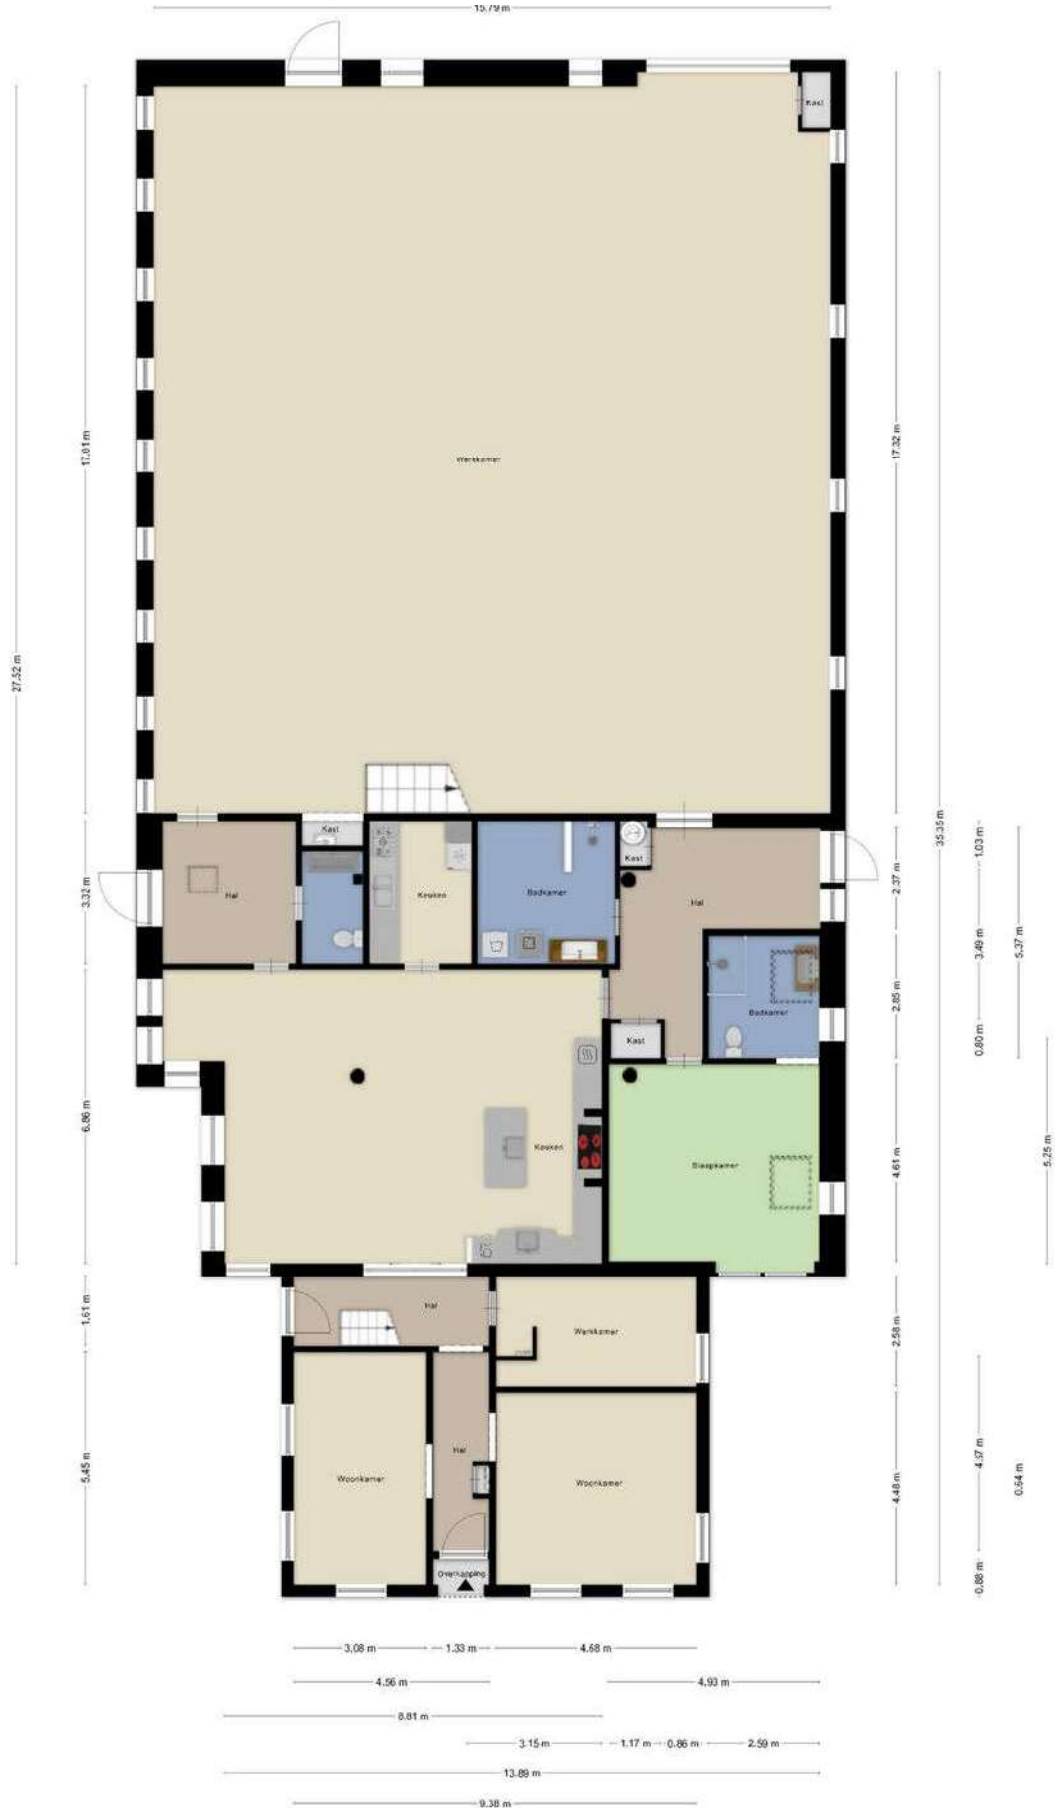 15.79 m
Kast
17.01 m
17.32 m
Werkkamer
27.52 m
35.35 m
Kast
Kast
1.03 m
3.32 m
Hal
Keuken
Badkamer
Hal
2.37 m
3.49 m
5.37 m
2.85 m
Badkamer
Kast
0.80 m
6.86 m
Keuken
Slaapkamer
4.61 m
5.25 m
1.61 m
Hal
Werkkamer
2.58 m
5.45 m
Woonkamer
Hal
Woonkamer
4.48 m
4.97 m
0.64 m
Overkapping
0.88 m
3.08 m
1.33 m
4.68 m
4.56 m
4.93 m
8.81 m
3.15 m
1.17 m
0.86 m
2.59 m
13.89 m
9.38 m